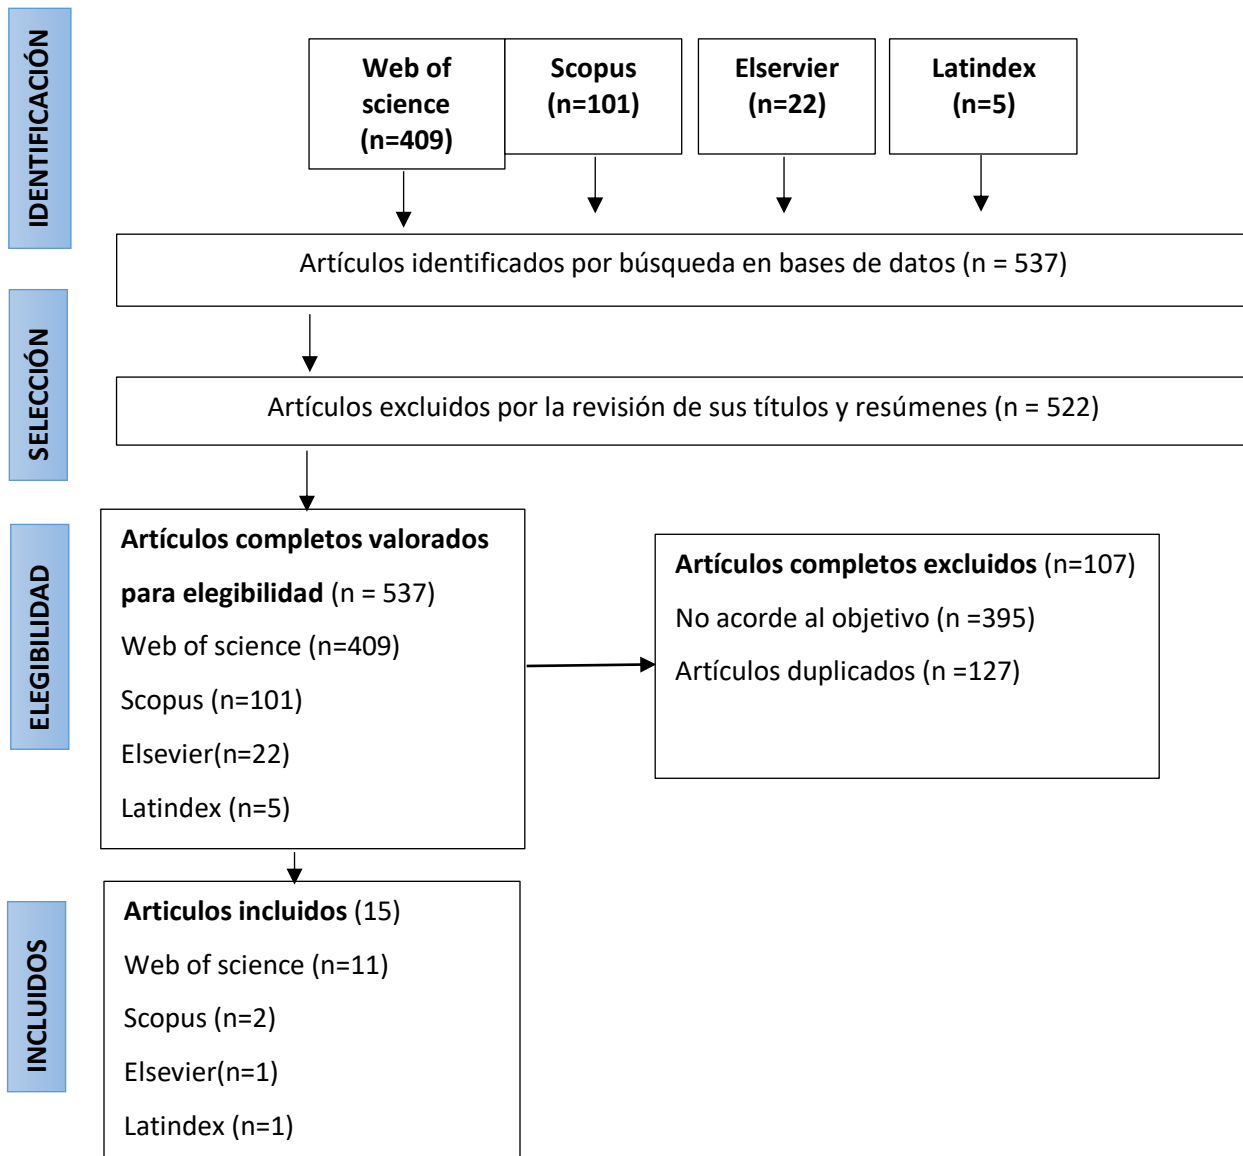 IDENTIFICACIÓN
Web of
science
(n=409)
Scopus
(n=101)
Elservier
(n=22)
Latindex
(n=5)
Artículos identificados por búsqueda en bases de datos (n = 537)
SELECCIÓN
Artículos excluidos por la revisión de sus títulos y resúmenes (n = 522)
ELEGIBILIDAD
Artículos completos valorados
para elegibilidad (n = 537)
Web of science (n=409)
Scopus (n=101)
Elsevier(n=22)
Latindex (n=5)
Artículos completos excluidos (n=107)
No acorde al objetivo (n =395)
Artículos duplicados (n =127)
INCLUIDOS
Articulos incluidos (15)
Web of science (n=11)
Scopus (n=2)
Elsevier(n=1)
Latindex (n=1)